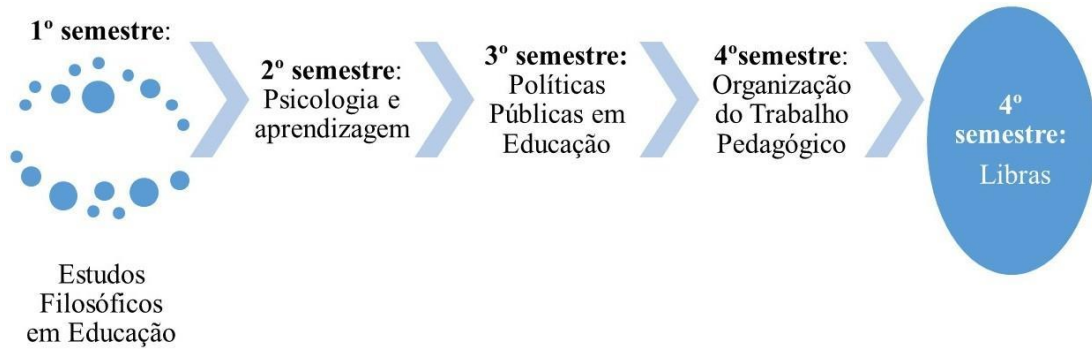 1º semestre:
Estudos
Filosóficos
em Educação
2º semestre:
Psicologia e
aprendizagem
3º semestre:
Políticas
Públicas em
Educação
4ºsemestre:
Organização
do Trabalho
Pedagógico
4º
semestre:
Libras